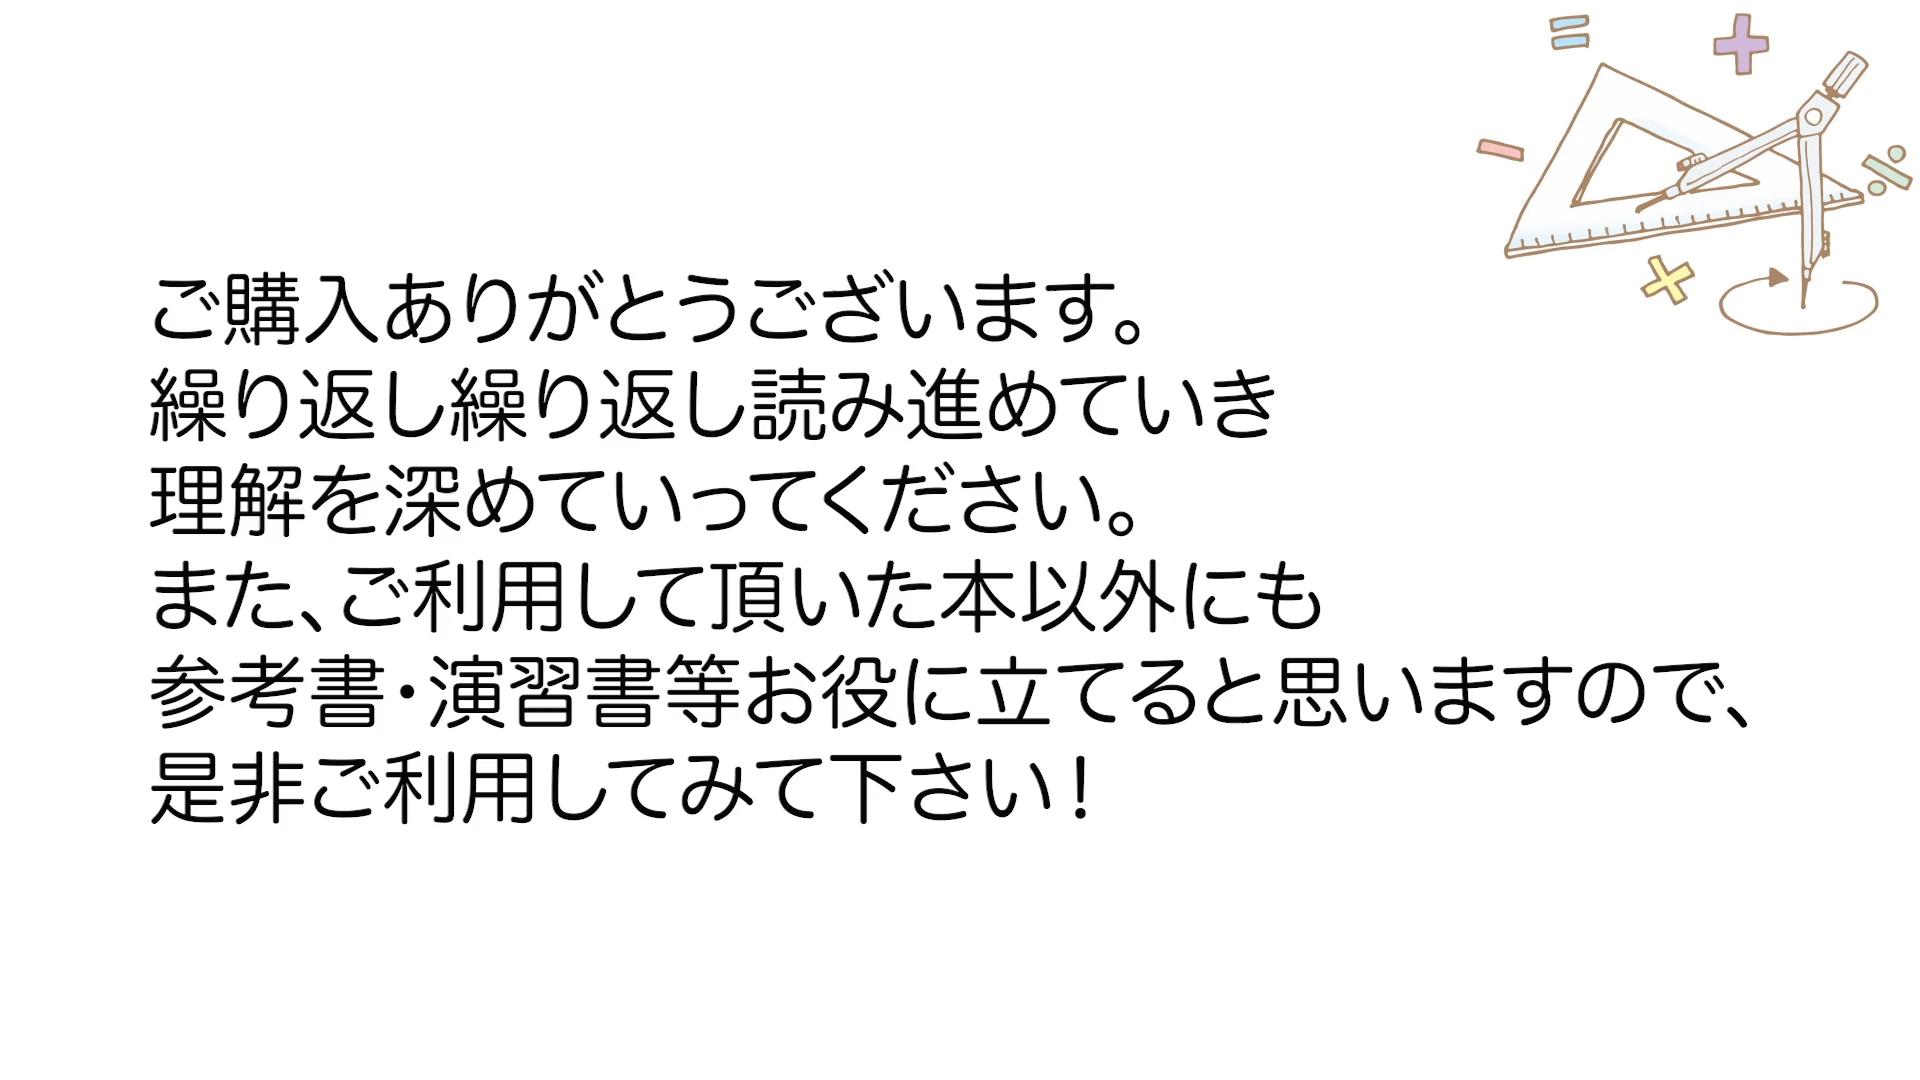 ご購入ありがとうございます。
繰り返し繰り返し読み進めていき
理解を深めていってください。
また、ご利用して頂いた本以外にも
参考書・演習書等お役に立てると思いますので、
是非ご利用してみて下さい！